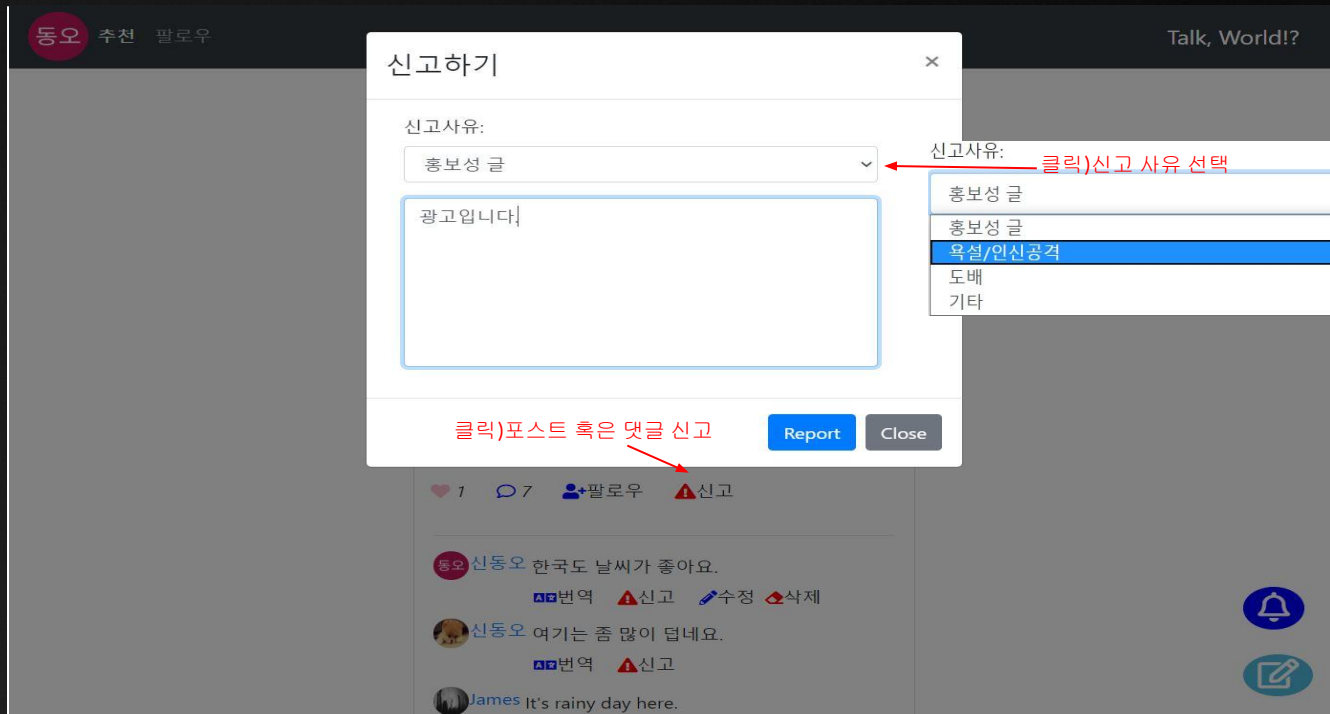 동오 추천 팔로우
Talk, World!?
신고하기
×
신고사유:
홍보성 글
광고입니다.
신고사유:
클릭)신고 사유 선택
홍보성 글
홍보성 글
욕설/인신공격
도배
기타
클릭)포스트 혹은 댓글 신고
Report Close
1 7 팔로우 신고
동오 신동오 한국도 날씨가 좋아요.
번역 신고 수정 삭제
신동오 여기는 좀 많이 덥네요.
번역 신고
James It's rainy day here.